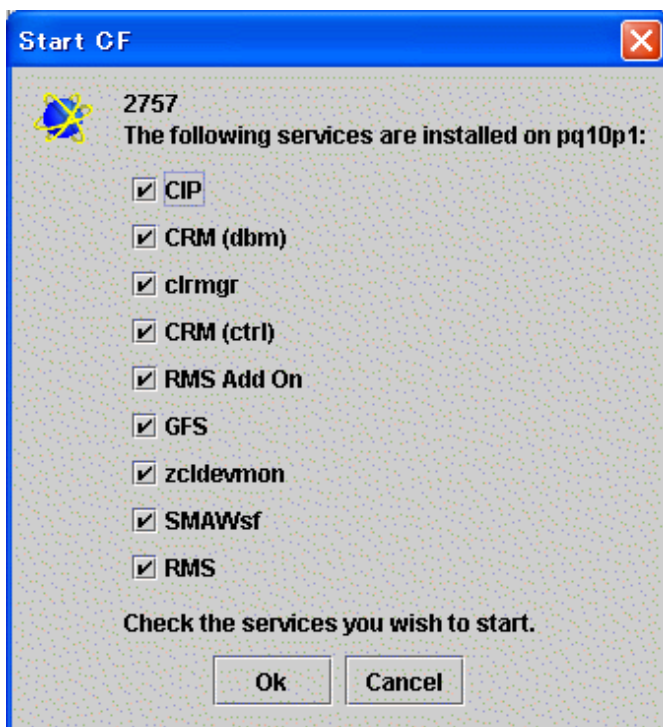 Start CF
2757
The following services are installed on pq10p1:
CIP
CRM (dbm)
clrmgr
CRM (ctrl)
RMS Add On
GFS
zcldevmon
SMAWsf
RMS
Check the services you wish to start.
Ok
Cancel